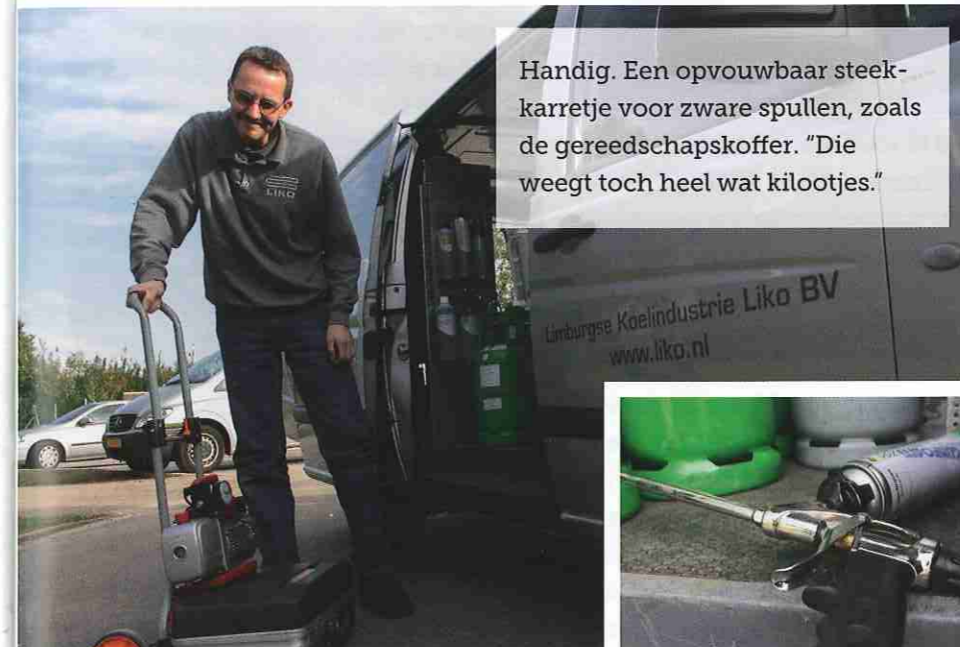 Handig. Een opvouwbaar steek-
karretje voor zware spullen, zoals
de gereedschapskoffer. “Die
weegt toch heel wat kilootjes.”
LIKO
Limburgse Koelindustrie Liko BV
www.liko.nl